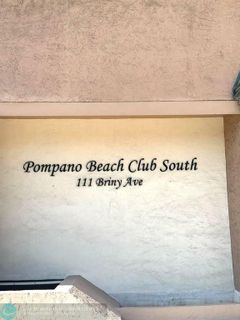 Pompano Beach Club South
111 Briny Ave